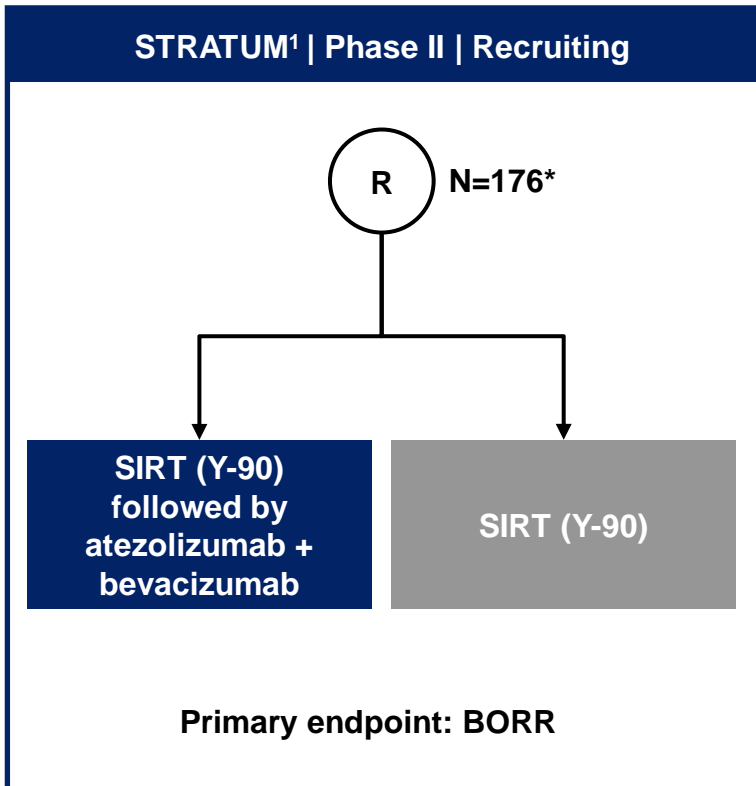 STRATUM¹ | Phase II | Recruiting
R
N=176*
SIRT (Y-90)
followed by
atezolizumab +
bevacizumab
SIRT (Y-90)
Primary endpoint: BORR